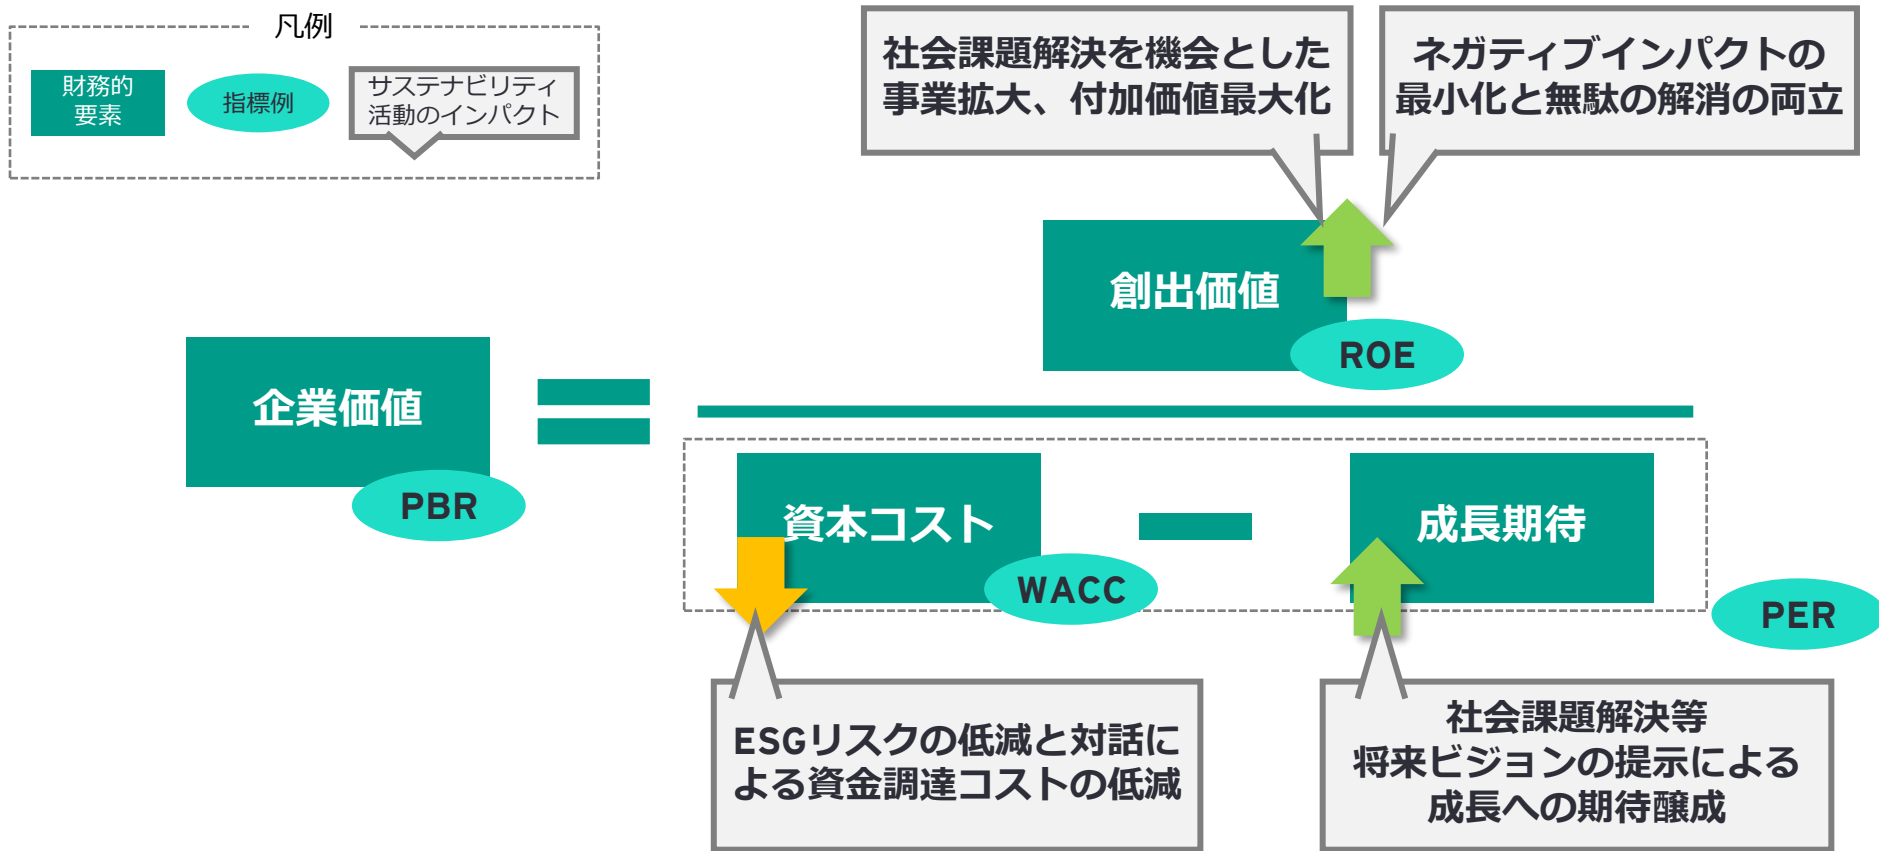 凡例
財務的
要素
指標例
サステナビリティ
活動のインパクト
社会課題解決を機会とした
事業拡大、付加価値最大化
ネガティブインパクトの
最小化と無駄の解消の両立
創出価値
ROE
企業価値
PBR
資本コスト
WACC
成長期待
PER
ESGリスクの低減と対話に
よる資金調達コストの低減
社会課題解決等
将来ビジョンの提示による
成長への期待醸成